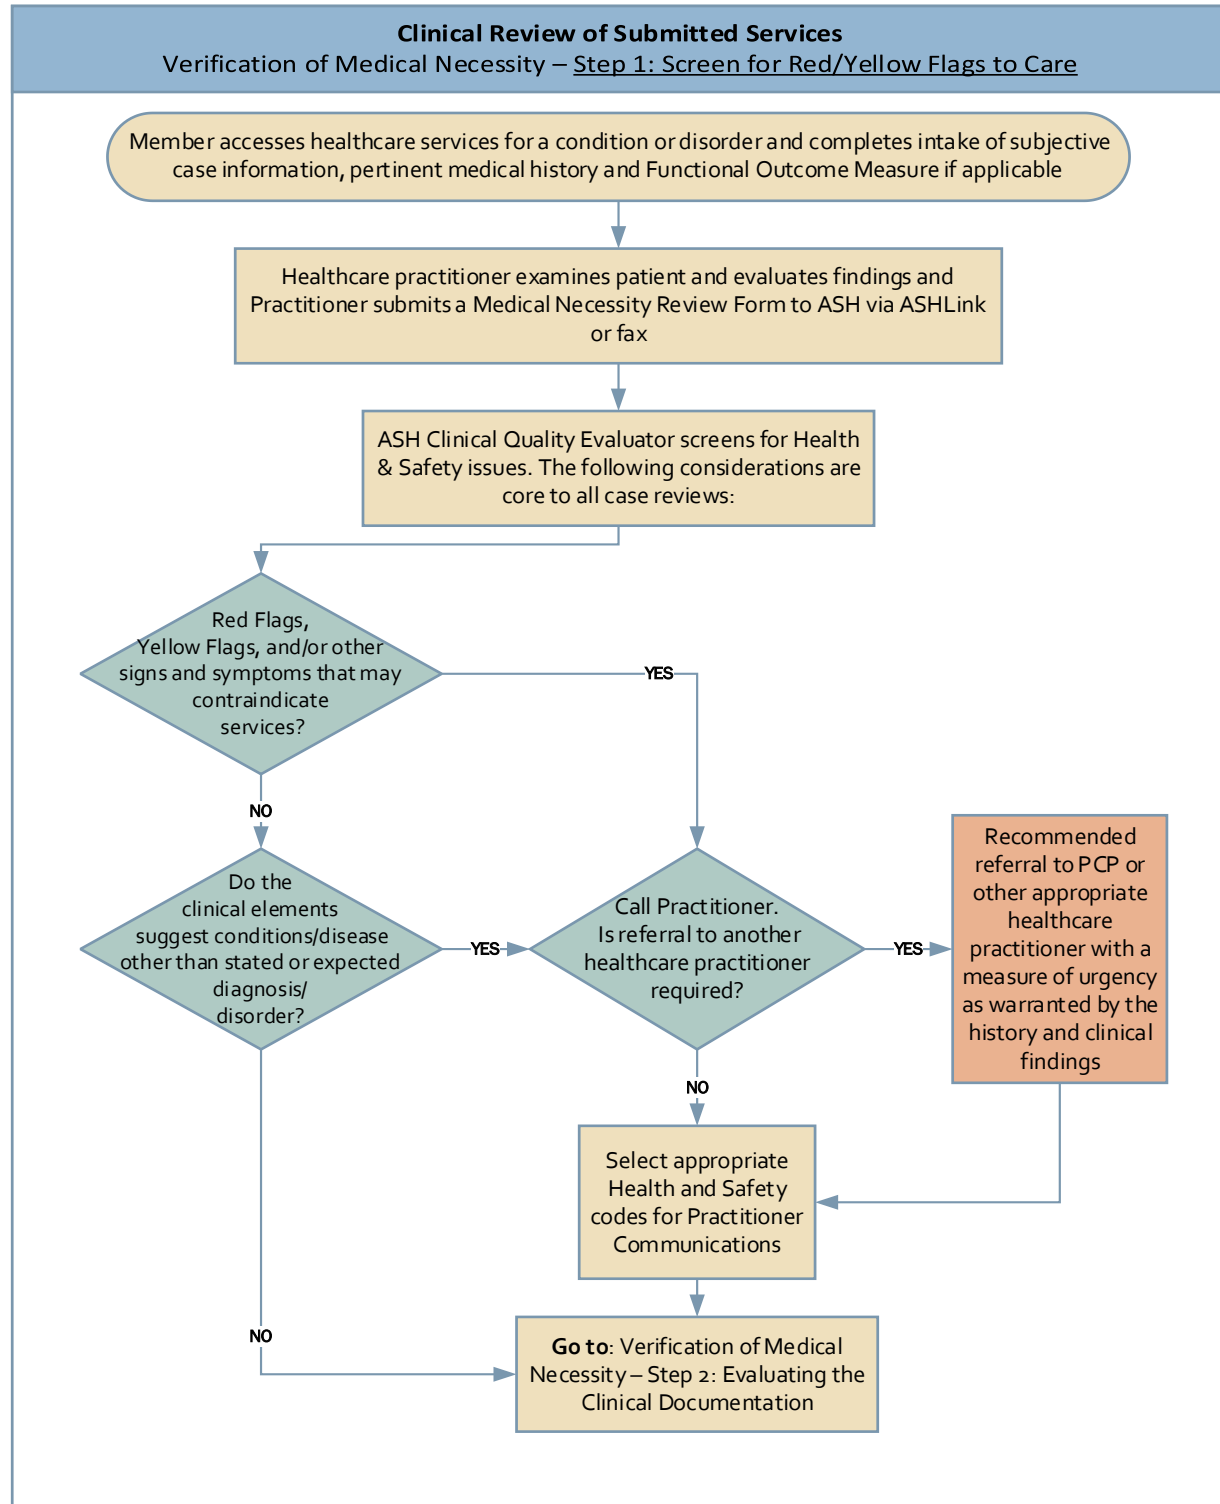 Clinical Review of Submitted Services
Verification of Medical Necessity – Step 1: Screen for Red/Yellow Flags to Care
Member accesses healthcare services for a condition or disorder and completes intake of subjective
case information, pertinent medical history and Functional Outcome Measure if applicable
Healthcare practitioner examines patient and evaluates findings and
Practitioner submits a Medical Necessity Review Form to ASH via ASHLink
or fax
ASH Clinical Quality Evaluator screens for Health
& Safety issues. The following considerations are
core to all case reviews:
Red Flags,
Yellow Flags, and/or other
signs and symptoms that may
contraindicate
services?
YES
NO
Do the
clinical elements
suggest conditions/disease
other than stated or expected
diagnosis/
disorder?
YES
Call Practitioner.
Is referral to another
healthcare practitioner
required?
YES
Recommended
referral to PCP or
other appropriate
healthcare
practitioner with a
measure of urgency
as warranted by the
history and clinical
findings
NO
Select appropriate
Health and Safety
codes for Practitioner
Communications
NO
Go to: Verification of Medical
Necessity – Step 2: Evaluating the
Clinical Documentation